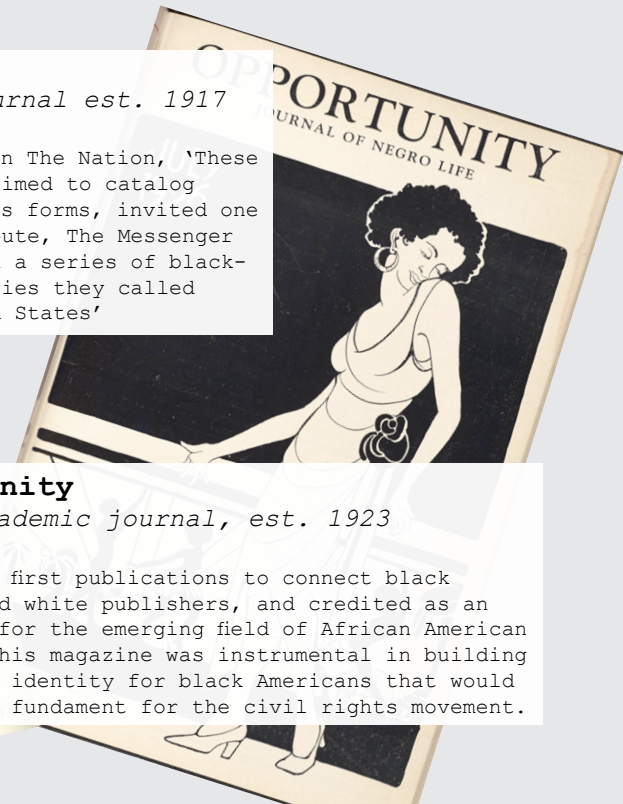 OPPORTUNITY
JOURNAL OF NEGRO LIFE
urnal est. 1917
n The Nation, ‘These
imed to catalog
s forms, invited one
oute, The Messenger
a series of black-
ies they called
States’
nity
ademic journal, est. 1923
first publications to connect black
d white publishers, and credited as an
for the emerging field of African American
his magazine was instrumental in building
identity for black Americans that would
fundament for the civil rights movement.